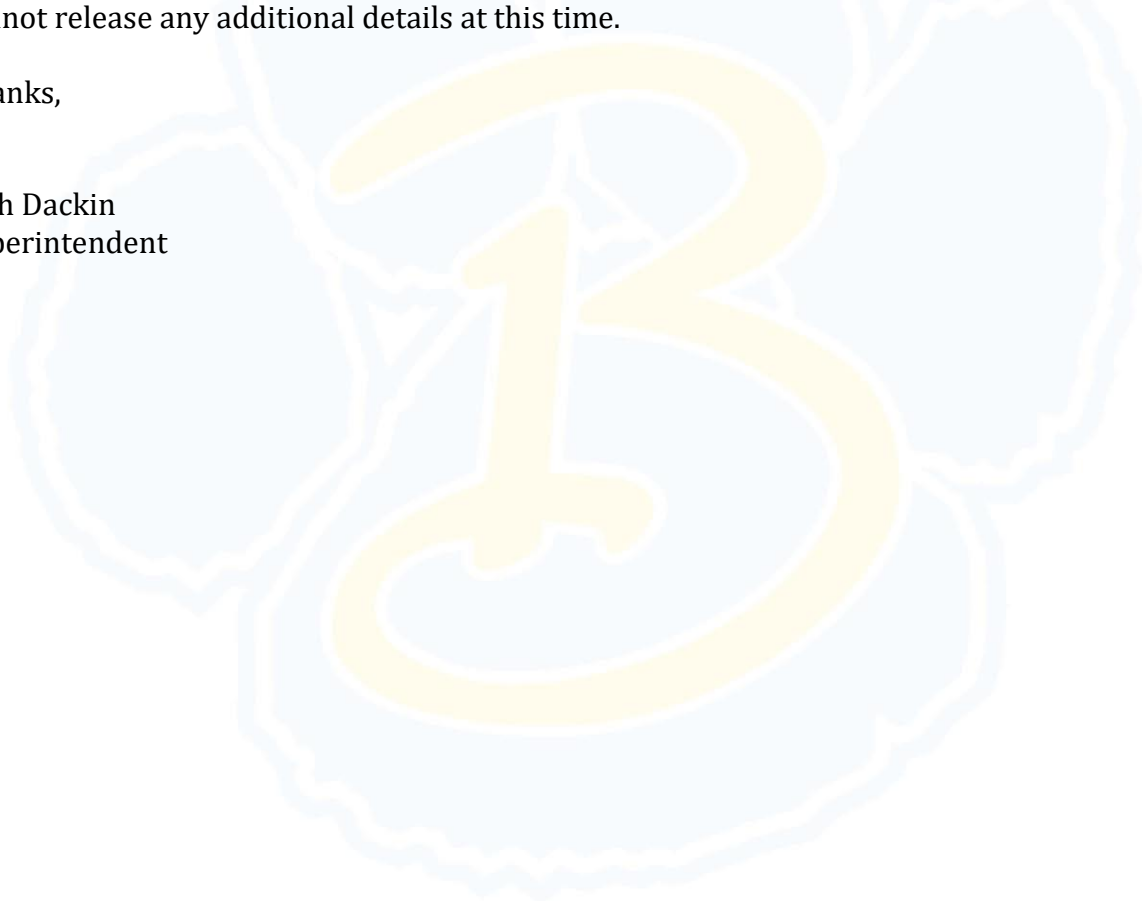 not release any additional details at this time.
anks,
h Dackin
perintendent
B